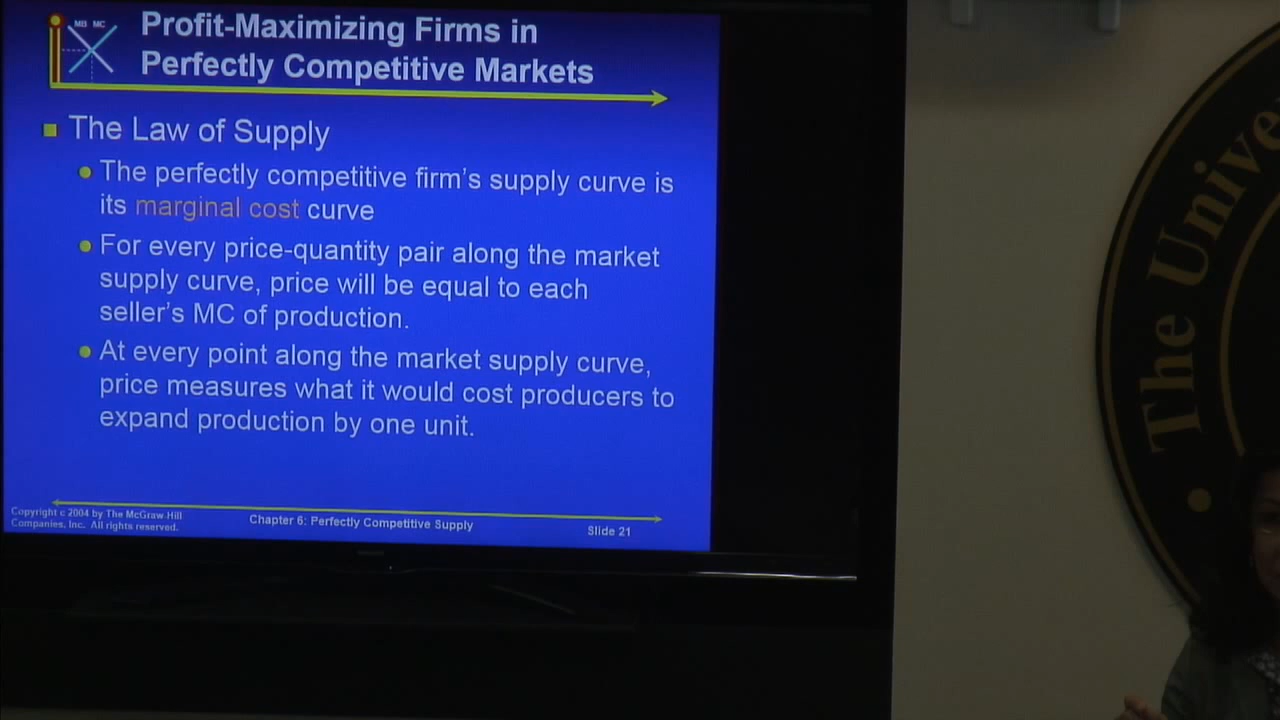 MB MC
Profit-Maximizing Firms in
Perfectly Competitive Markets
The Law of Supply
The perfectly competitive firm's supply curve is
its marginal cost curve
For every price-quantity pair along the market
supply curve, price will be equal to each
seller's MC of production.
At every point along the market supply curve,
price measures what it would cost producers to
expand production by one unit.
Copyright c 2004 by The McGraw-Hill
Companies, Inc. All rights reserved.
Chapter 6: Perfectly Competitive Supply
Slide 21
The